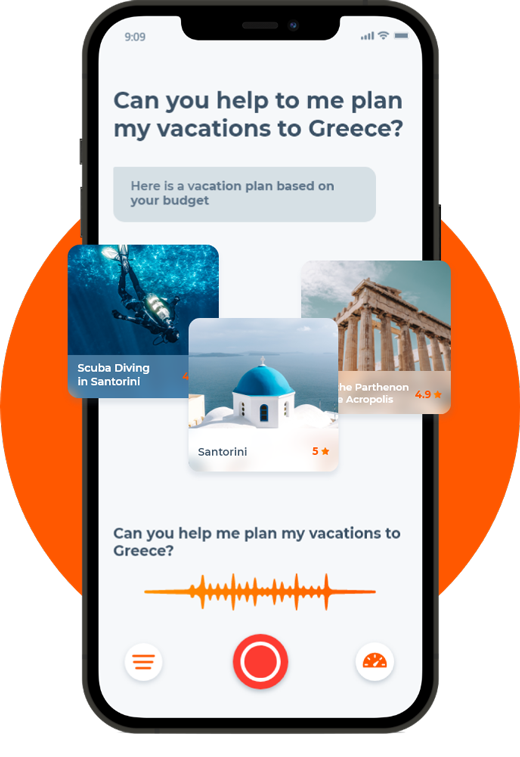 9:09
Can you help to me plan
my vacations to Greece?
Here is a vacation plan based on
your budget
Scuba Diving
in Santorini
4
Santorini
5
he Parthenon
e Acropolis
4.9
Can you help me plan my vacations to
Greece?